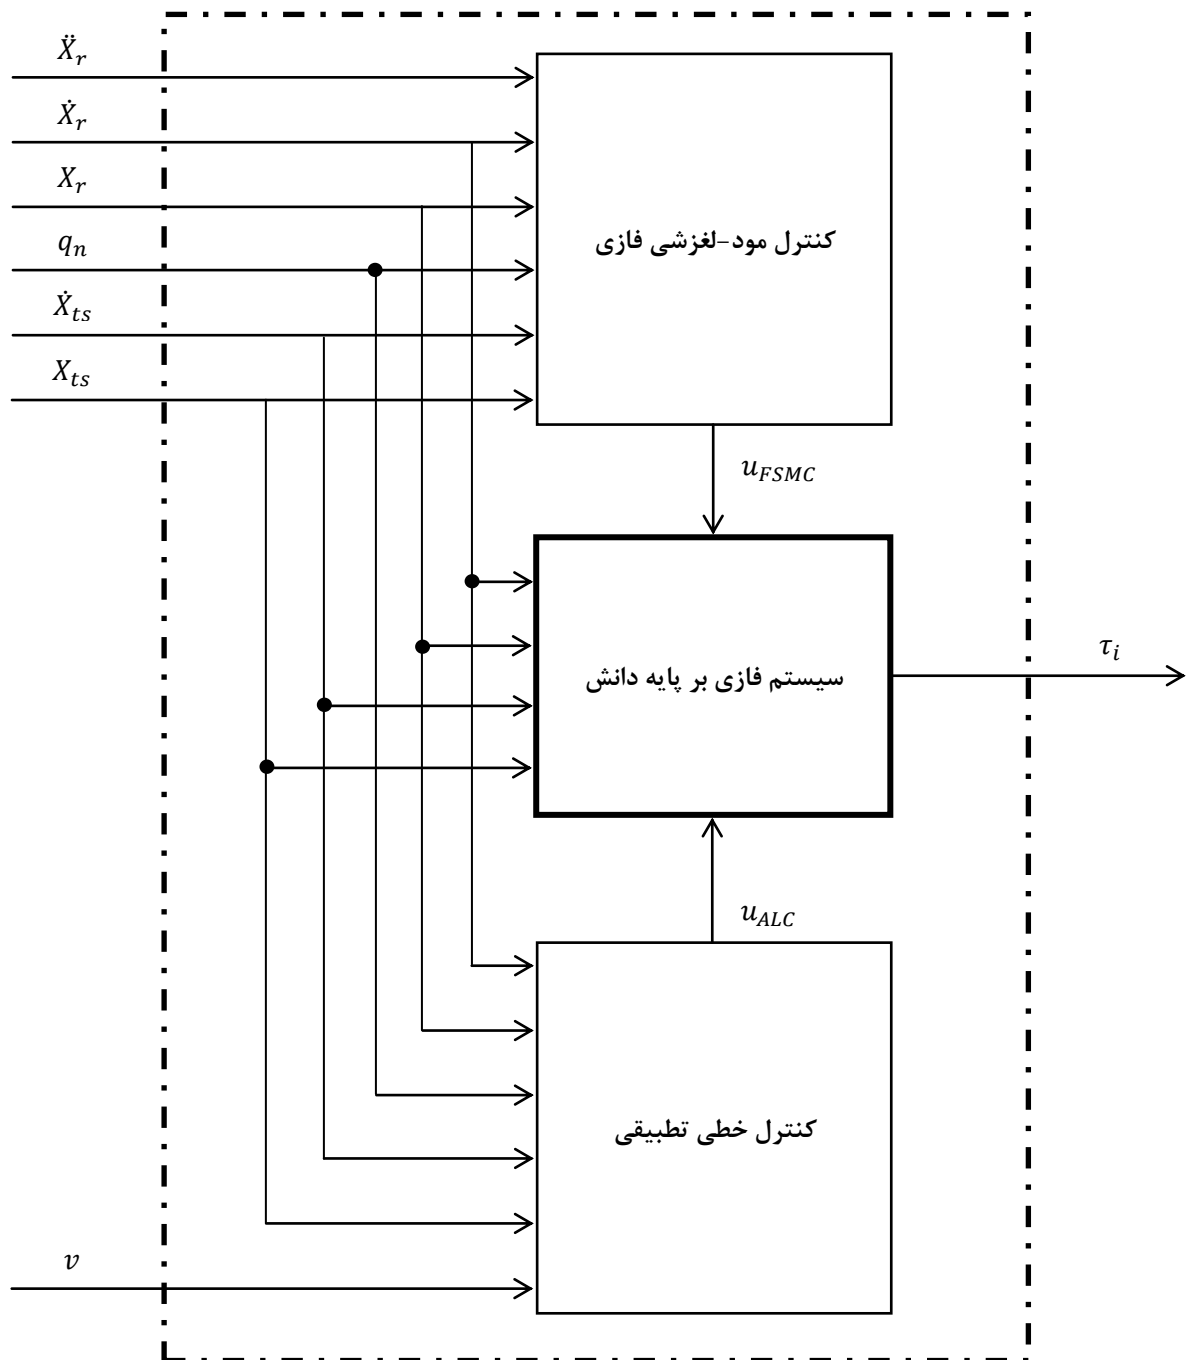 Ẍ_r
Ẋ_r
X_r
q_n
Ẋ_ts
X_ts
کنترل مود-لغزشی فازی
u_FSMC
سیستم فازی بر پایه دانش
τ_i
u_ALC
کنترل خطی تطبیقی
v